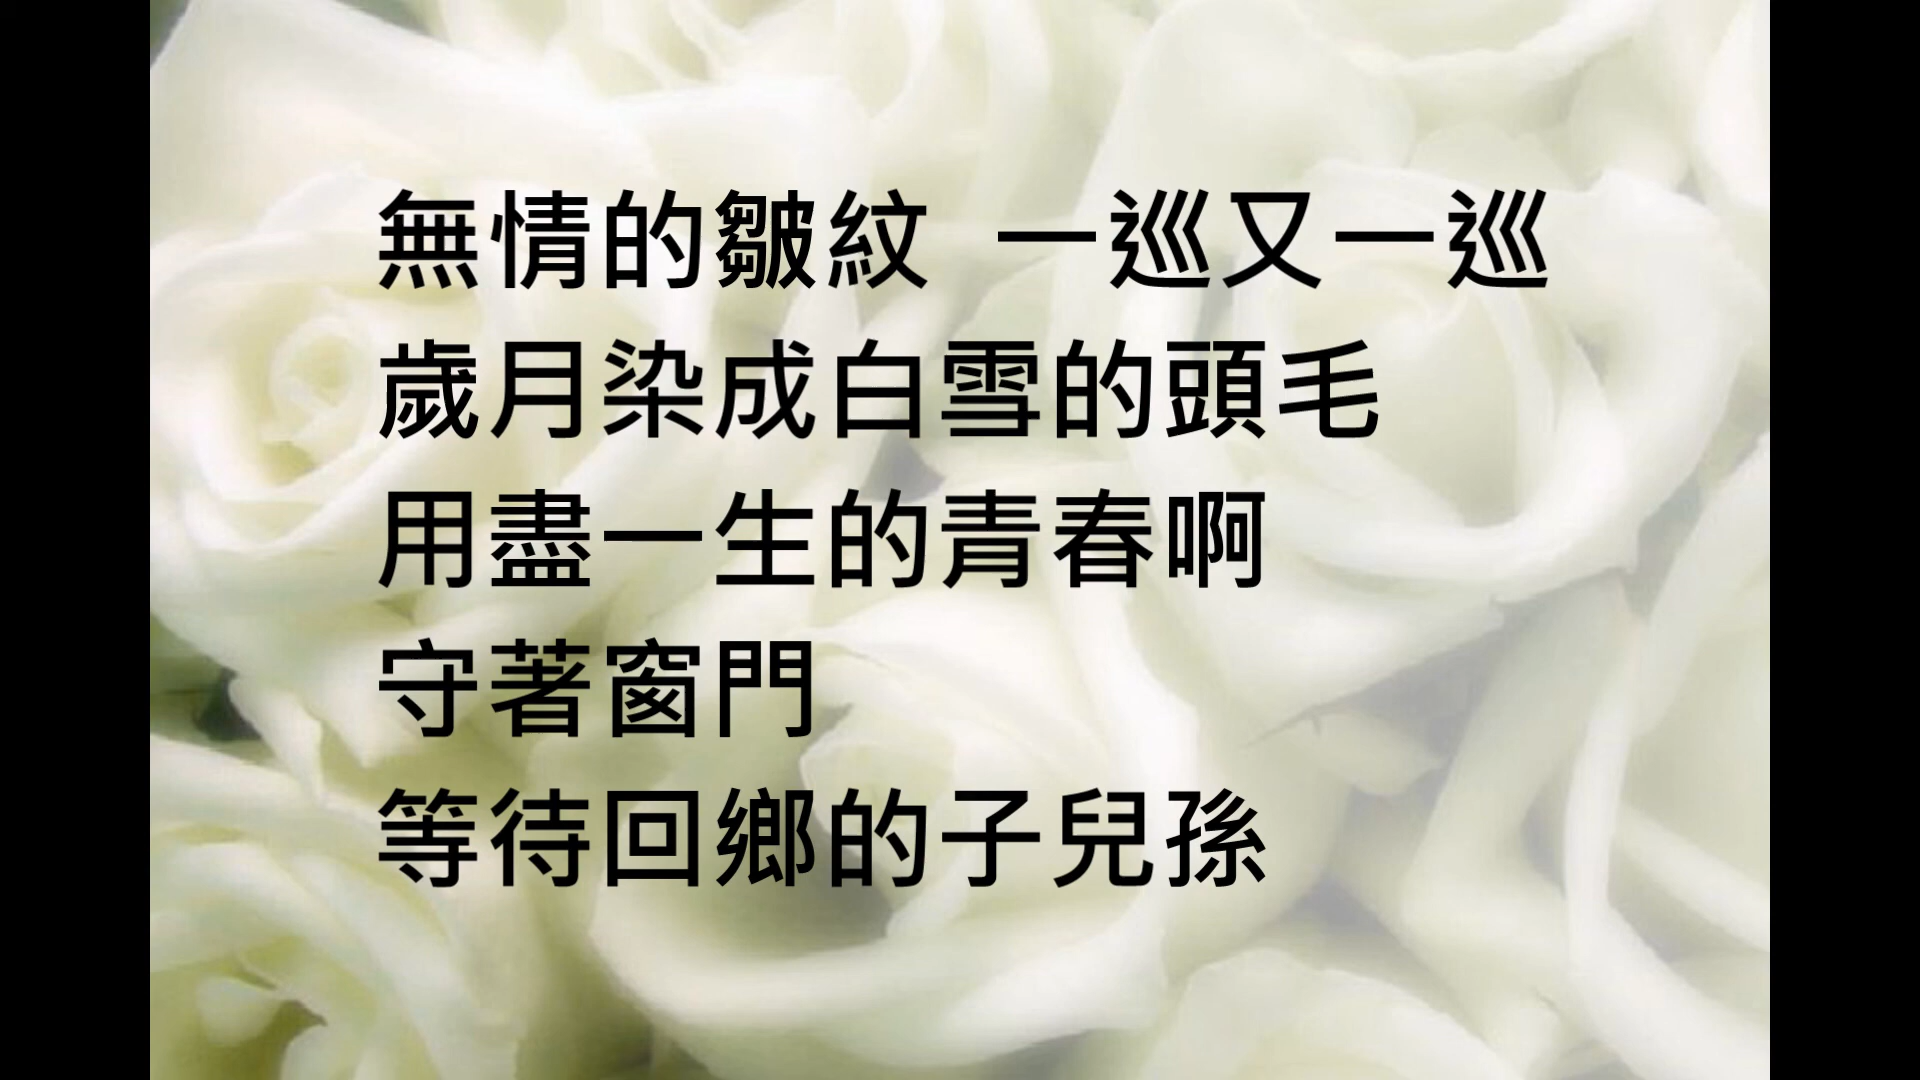 無情的皺紋 一巡又一巡
歲月染成白雪的頭毛
用盡一生的青春啊
守著窗門
等待回鄉的子兒孫